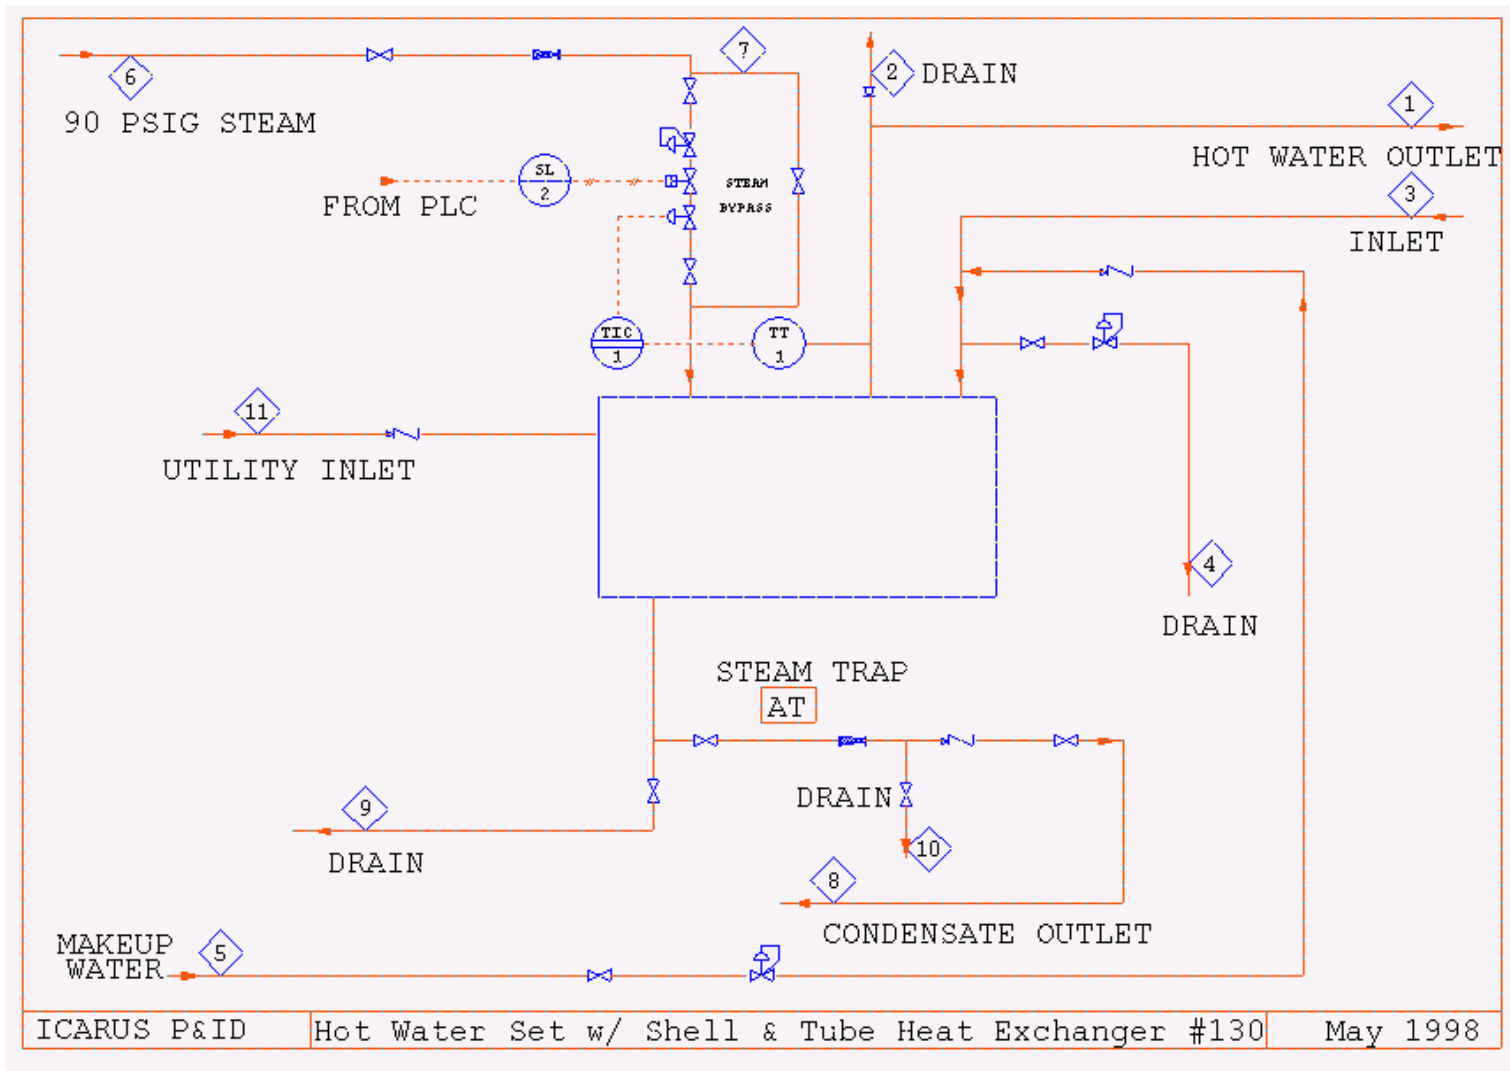 7
2 DRAIN
6
90 PSIG STEAM
1
HOT WATER OUTLET
SL
2
FROM PLC
STEAM
BYPASS
3
INLET
TIC
1
TT
1
11
UTILITY INLET
4
DRAIN
STEAM TRAP
AT
DRAIN
9
DRAIN
10
8
CONDENSATE OUTLET
MAKEUP
WATER
5
ICARUS P&ID
Hot Water Set w/ Shell & Tube Heat Exchanger #130
May 1998